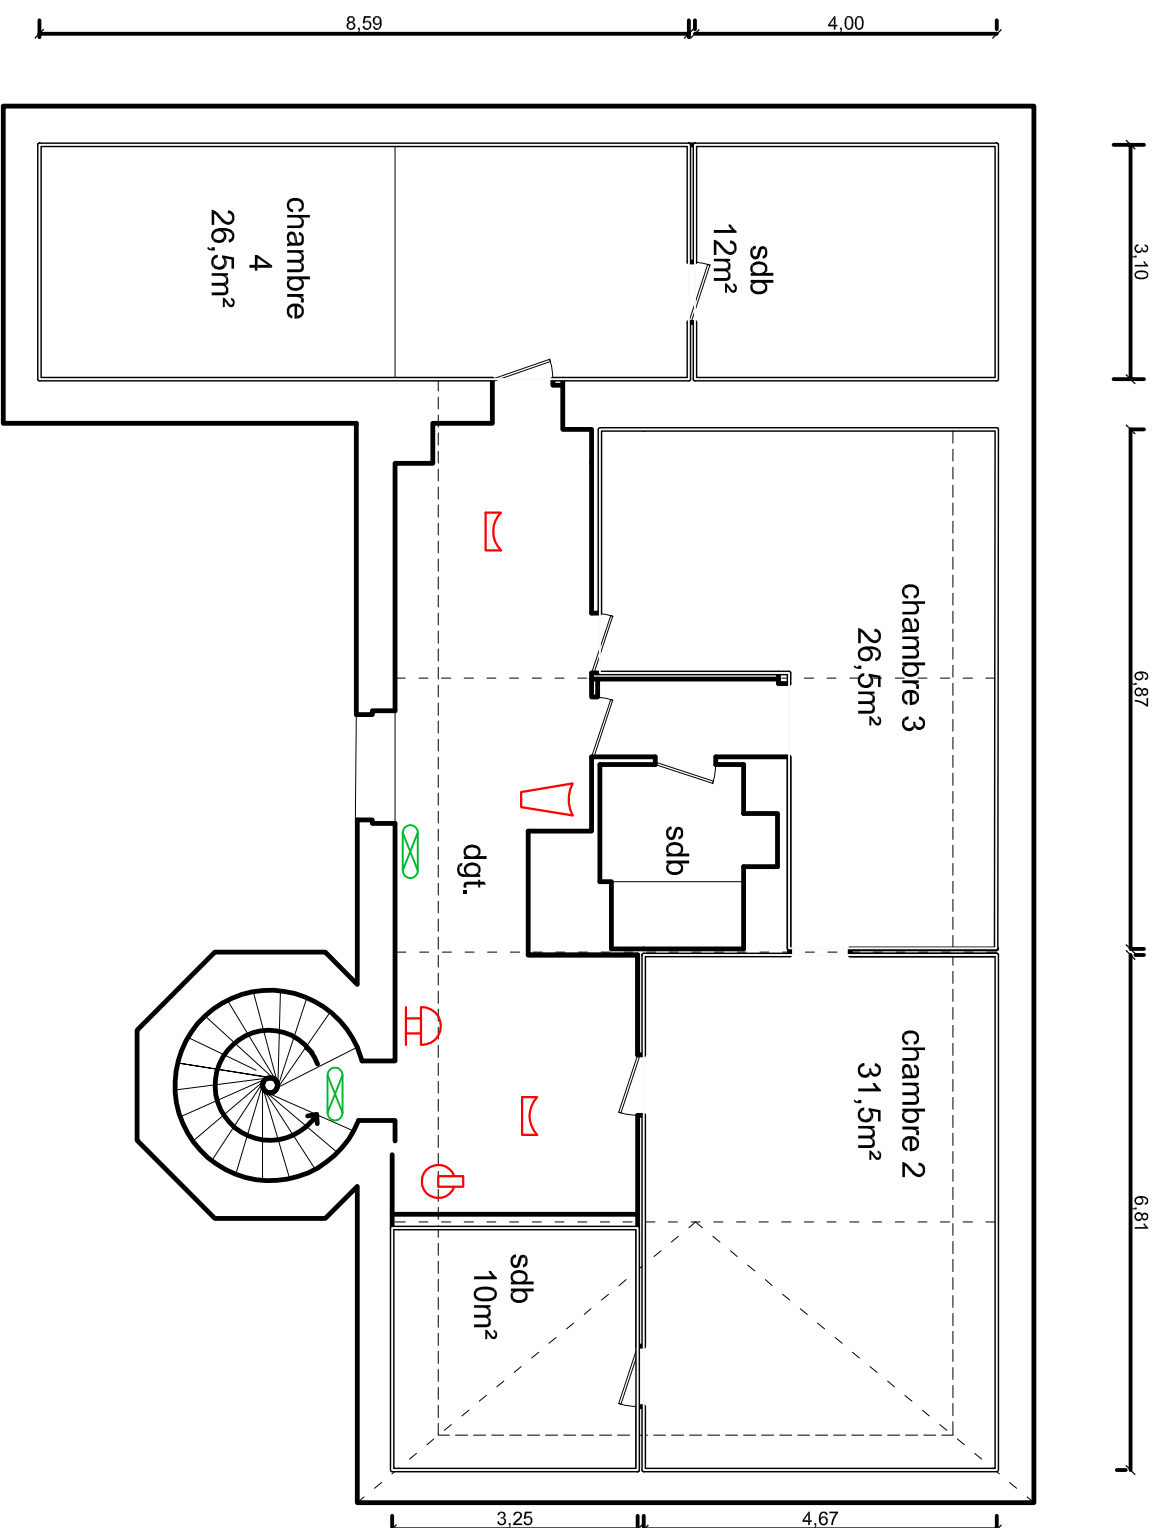 8,59
4,00
3,10
chambre
4
26,5m²
sdb
12m²
chambre 3
26,5m²
6,87
sdb
dgt.
chambre 2
31,5m²
6,81
sdb
10m²
3,25
4,67